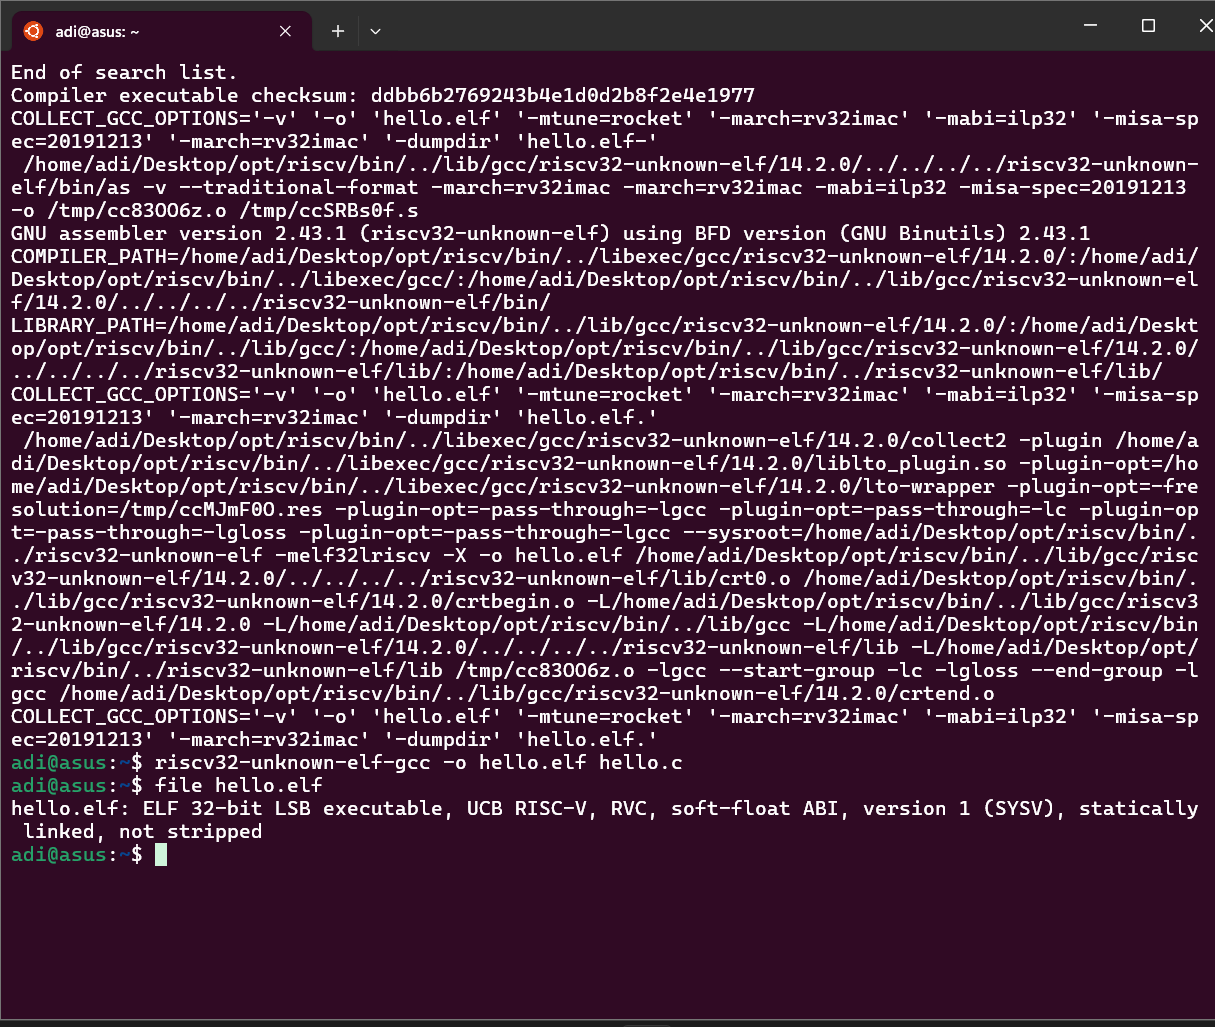 adi@asus: ~
End of search list.
Compiler executable checksum: ddbb6b2769243b4e1d0d2b8f2e4e1977
COLLECT_GCC_OPTIONS='-v' '-o' 'hello.elf' '-mtune=rocket' '-march=rv32imac' '-mabi=ilp32' '-misa-sp
ec=20191213' '-march=rv32imac' '-dumpdir' 'hello.elf-'
/home/adi/Desktop/opt/riscv/bin/../lib/gcc/riscv32-unknown-elf/14.2.0/../../../../riscv32-unknown-
elf/bin/as -v --traditional-format -march=rv32imac -march=rv32imac -mabi=ilp32 -misa-spec=20191213
-o /tmp/cc83OO6z.o /tmp/ccSRBs0f.s
GNU assembler version 2.43.1 (riscv32-unknown-elf) using BFD version (GNU Binutils) 2.43.1
COMPILER_PATH=/home/adi/Desktop/opt/riscv/bin/../libexec/gcc/riscv32-unknown-elf/14.2.0/:/home/adi/
Desktop/opt/riscv/bin/../libexec/gcc/:/home/adi/Desktop/opt/riscv/bin/../lib/gcc/riscv32-unknown-el
f/14.2.0/../../../../riscv32-unknown-elf/bin/
LIBRARY_PATH=/home/adi/Desktop/opt/riscv/bin/../lib/gcc/riscv32-unknown-elf/14.2.0/:/home/adi/Deskt
op/opt/riscv/bin/../lib/gcc/:/home/adi/Desktop/opt/riscv/bin/../lib/gcc/riscv32-unknown-elf/14.2.0/
../../../../riscv32-unknown-elf/lib/:/home/adi/Desktop/opt/riscv/bin/../riscv32-unknown-elf/lib/
COLLECT_GCC_OPTIONS='-v' '-o' 'hello.elf' '-mtune=rocket' '-march=rv32imac' '-mabi=ilp32' '-misa-sp
ec=20191213' '-march=rv32imac' '-dumpdir' 'hello.elf.'
/home/adi/Desktop/opt/riscv/bin/../libexec/gcc/riscv32-unknown-elf/14.2.0/collect2 -plugin /home/a
di/Desktop/opt/riscv/bin/../libexec/gcc/riscv32-unknown-elf/14.2.0/liblto_plugin.so -plugin-opt=/ho
me/adi/Desktop/opt/riscv/bin/../libexec/gcc/riscv32-unknown-elf/14.2.0/lto-wrapper -plugin-opt=-fre
solution=/tmp/ccMJmF0O.res -plugin-opt=-pass-through=-lgcc -plugin-opt=-pass-through=-lc -plugin-op
t=-pass-through=-lgloss -plugin-opt=-pass-through=-lgcc --sysroot=/home/adi/Desktop/opt/riscv/bin/.
./riscv32-unknown-elf -melf32lriscv -X -o hello.elf /home/adi/Desktop/opt/riscv/bin/../lib/gcc/risc
v32-unknown-elf/14.2.0/../../../../riscv32-unknown-elf/lib/crt0.o /home/adi/Desktop/opt/riscv/bin/.
./lib/gcc/riscv32-unknown-elf/14.2.0/crtbegin.o -L/home/adi/Desktop/opt/riscv/bin/../lib/gcc/riscv3
2-unknown-elf/14.2.0 -L/home/adi/Desktop/opt/riscv/bin/../lib/gcc -L/home/adi/Desktop/opt/riscv/bin
/../lib/gcc/riscv32-unknown-elf/14.2.0/../../../../riscv32-unknown-elf/lib -L/home/adi/Desktop/opt/
riscv/bin/../riscv32-unknown-elf/lib /tmp/cc83OO6z.o -lgcc --start-group -lc -lgloss --end-group -l
gcc /home/adi/Desktop/opt/riscv/bin/../lib/gcc/riscv32-unknown-elf/14.2.0/crtend.o
COLLECT_GCC_OPTIONS='-v' '-o' 'hello.elf' '-mtune=rocket' '-march=rv32imac' '-mabi=ilp32' '-misa-sp
ec=20191213' '-march=rv32imac' '-dumpdir' 'hello.elf.'
adi@asus:~$ riscv32-unknown-elf-gcc -o hello.elf hello.c
adi@asus:~$ file hello.elf
hello.elf: ELF 32-bit LSB executable, UCB RISC-V, RVC, soft-float ABI, version 1 (SYSV), statically
linked, not stripped
adi@asus:~$